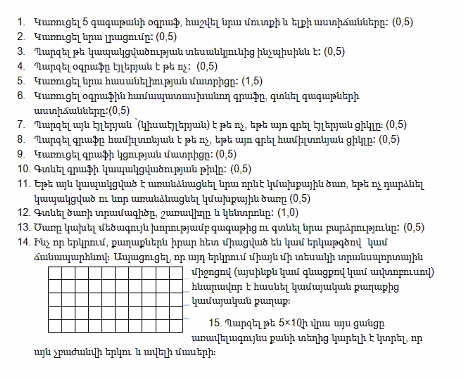 1. Կառուցել 5 գագաթանի օգրաֆ, հաշվել նրա մուտքի և ելքի աստիճանները: (0,5)
2. Կառուցել նրա լրացումը: (0,5)
3. Պարզել թե կապակցվածության տեսանկյունից ինչպիսինն է: (0,5)
4. Պարզել օգրաֆը էյլերյան է թե ոչ: (0,5)
5. Կառուցել նրա հասանելիության մատրիցը: (1,5)
6. Կառուցել օգրաֆին համապատասխանող գրաֆը, գտնել գագաթների
աստիճանները:(0,5)
7. Պարզել այն էյլերյան ՝(կիսաէյլերյան) է թե ոչ, եթե այո գրել էյլերյան ցիկլը: (0,5)
8. Պարզել գրաֆը համիլտոնյան է թե ոչ, եթե այո գրել համիլտոնյան ցիկլը: (0,5)
9. Կառուցել գրաֆի կցության մատրիցը: (0,5)
10. Գտնել գրաֆի կապակցվածության թիվը: (0,5)
11. Եթե այն կապակցված է առանձնացնել նրա որևէ կմախքային ծառ, եթե ոչ դարձնել
կապակցված ու նոր առանձնացնել կմախքային ծառը (0,5)
12. Գտնել ծառի տրամագիծը, շառավիղը և կենտրոնը: (1,0)
13. Ծառը կախել մեծագույն խորությամբ գագաթից ու գտնել նրա բարձրությունը: (0,5)
14. Ինչ որ երկրում, քաղաքներն իրար հետ միացված են կամ երկաթգծով կամ
ճանապարհով: Ապացուցել, որ այդ երկրում միայն մի տեսակի տրանսպորտային
միջոցով (այսինքն կամ գնացքով կամ ավտոբուսով)
հնարավոր է հասնել կամայական քաղաքից
կամայական քաղաք:
15. Պարզել թե 5×10ի վրա այս ցանցը
առավելագույնս քանի տեղից կարելի է կտրել, որ
այն չբաժանվի երկու և ավելի մասերի: